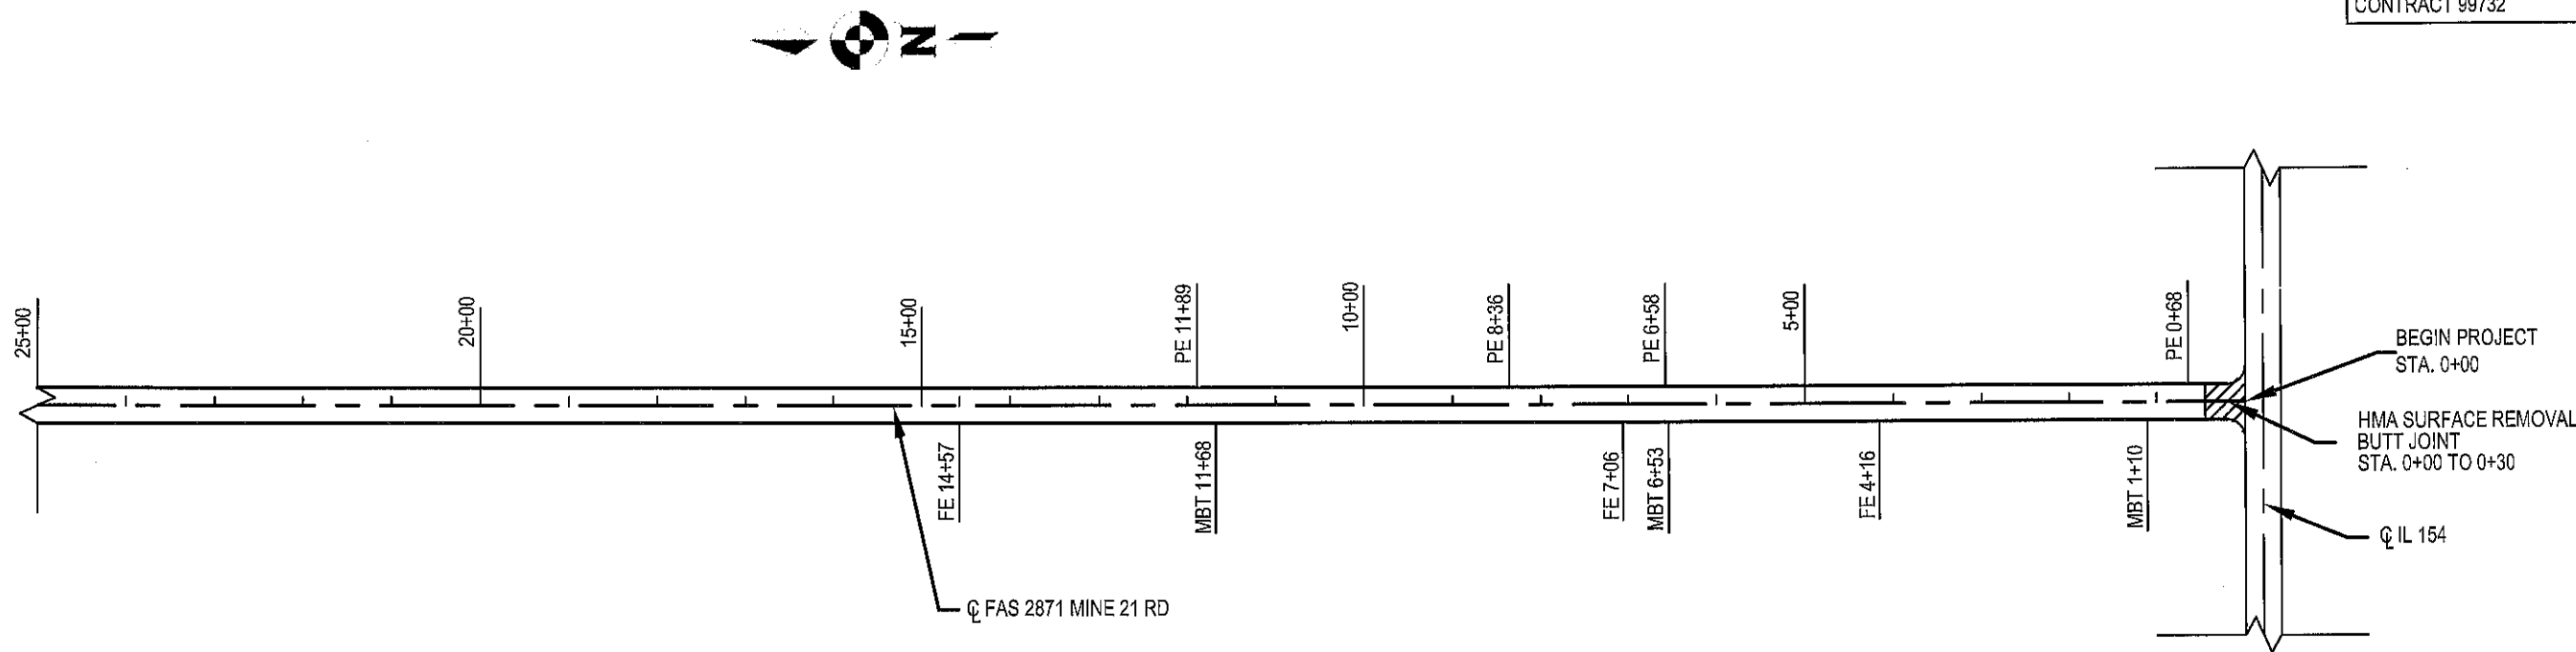 CONTRACT 99732
N
25+00
20+00
15+00
PE 11+89
10+00
PE 8+36
PE 6+58
5+00
PE 0+68
BEGIN PROJECT
STA. 0+00
HMA SURFACE REMOVAL
BUTT JOINT
STA. 0+00 TO 0+30
FE 14+57
MBT 11+68
FE 7+06
MBT 6+53
FE 4+16
MBT 1+10
℄ IL 154
℄ FAS 2871 MINE 21 RD